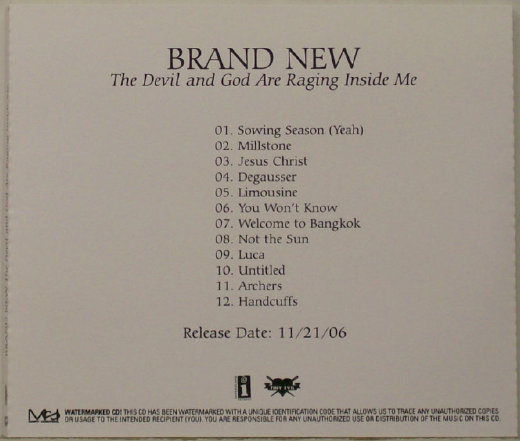 BRAND NEW
The Devil and God Are Raging Inside Me
01. Sowing Season (Yeah)
02. Millstone
03. Jesus Christ
04. Degausser
05. Limousine
06. You Won't Know
07. Welcome to Bangkok
08. Not the Sun
09. Luca
10. Untitled
11. Archers
12. Handcuffs
Release Date: 11/21/06
i
WATERMARKED CD! THIS CD HAS BEEN WATERMARKED WITH A UNIQUE IDENTIFICATION CODE THAT ALLOWS US TO TRACE ANY UNAUTHORIZED COPIES
OR USAGE TO THE INTENDED RECIPIENT (YOU). YOU ARE RESPONSIBLE FOR ANY UNAUTHORIZED USE OR DISTRIBUTION OF THE MUSIC ON THIS CD.